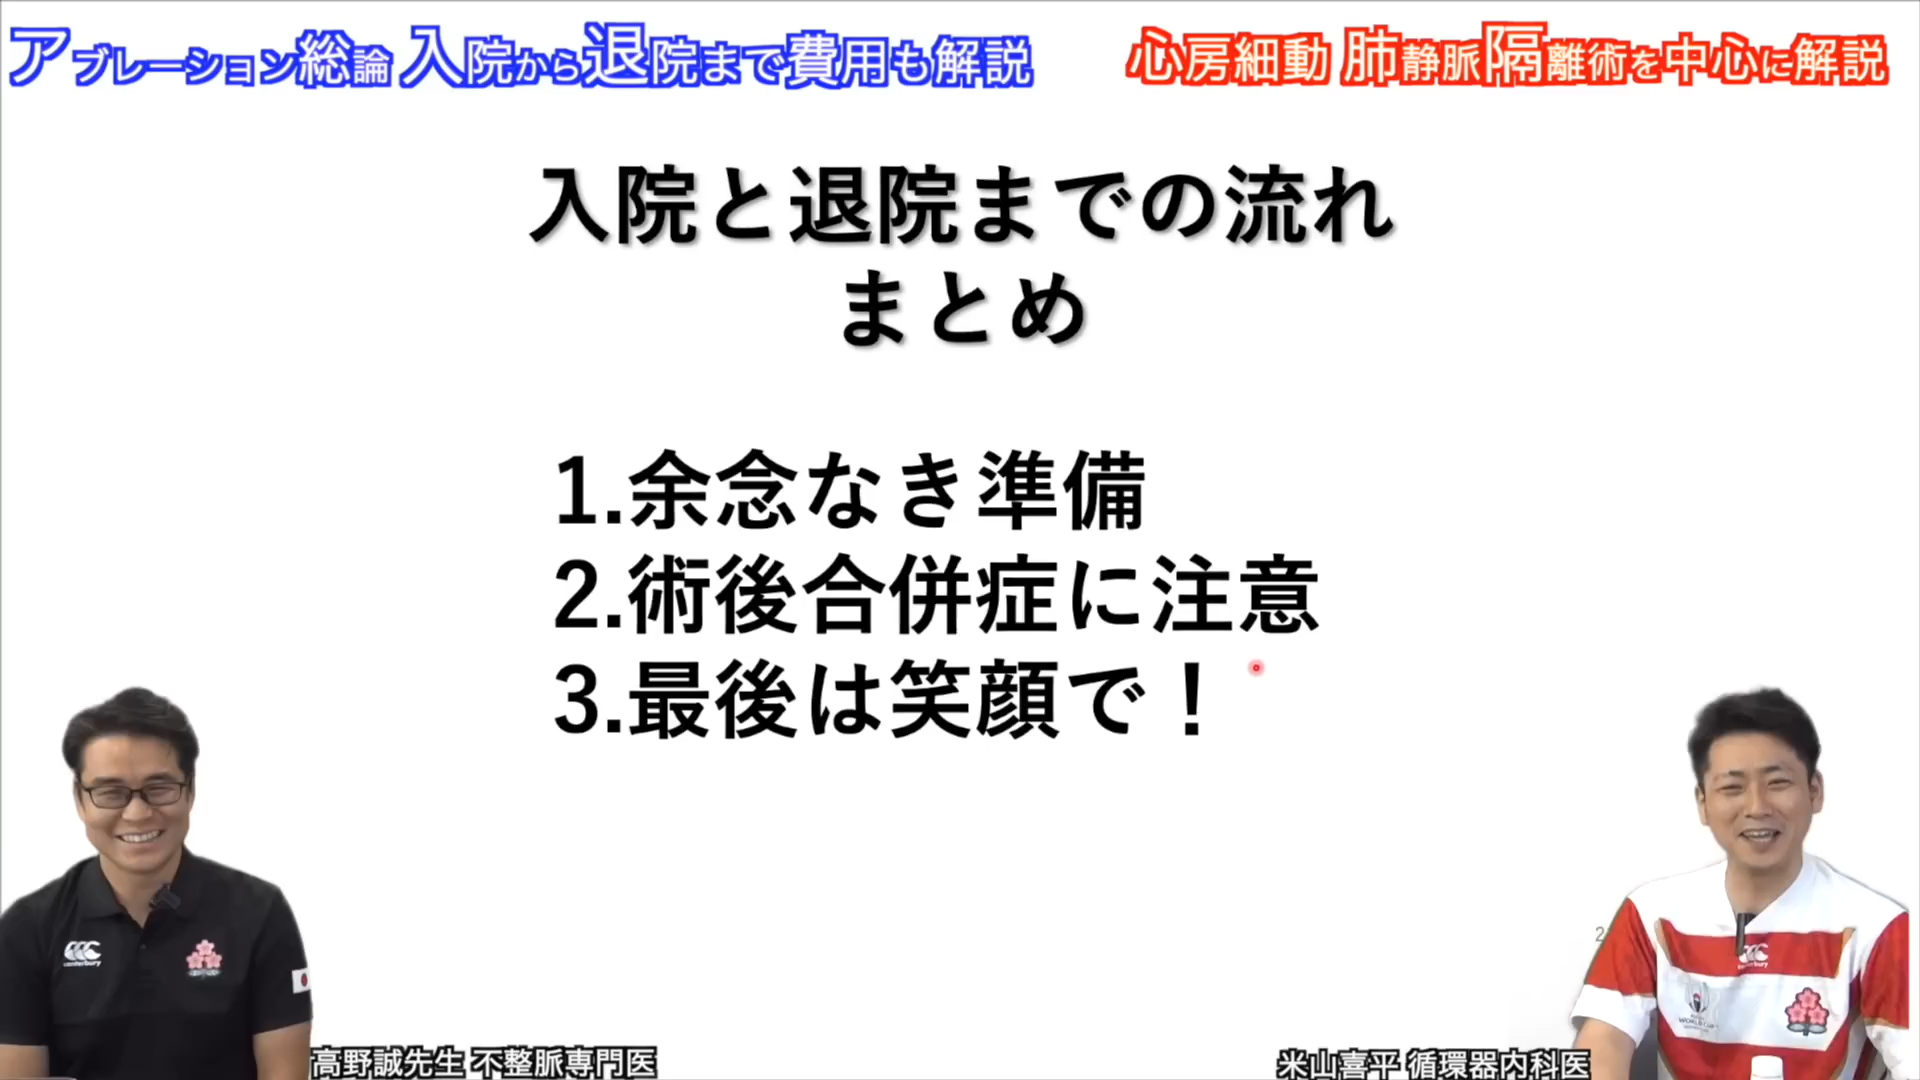 アブレーション総論 入院から退院まで費用も解説
心房細動 肺静脈隔離術を中心に解説
入院と退院までの流れ
まとめ
1.余念なき準備
2.術後合併症に注意
3.最後は笑顔で！
canterbury
canterbury
WORLD CUP
2
高野誠先生 不整脈専門医
米山喜平 循環器内科医